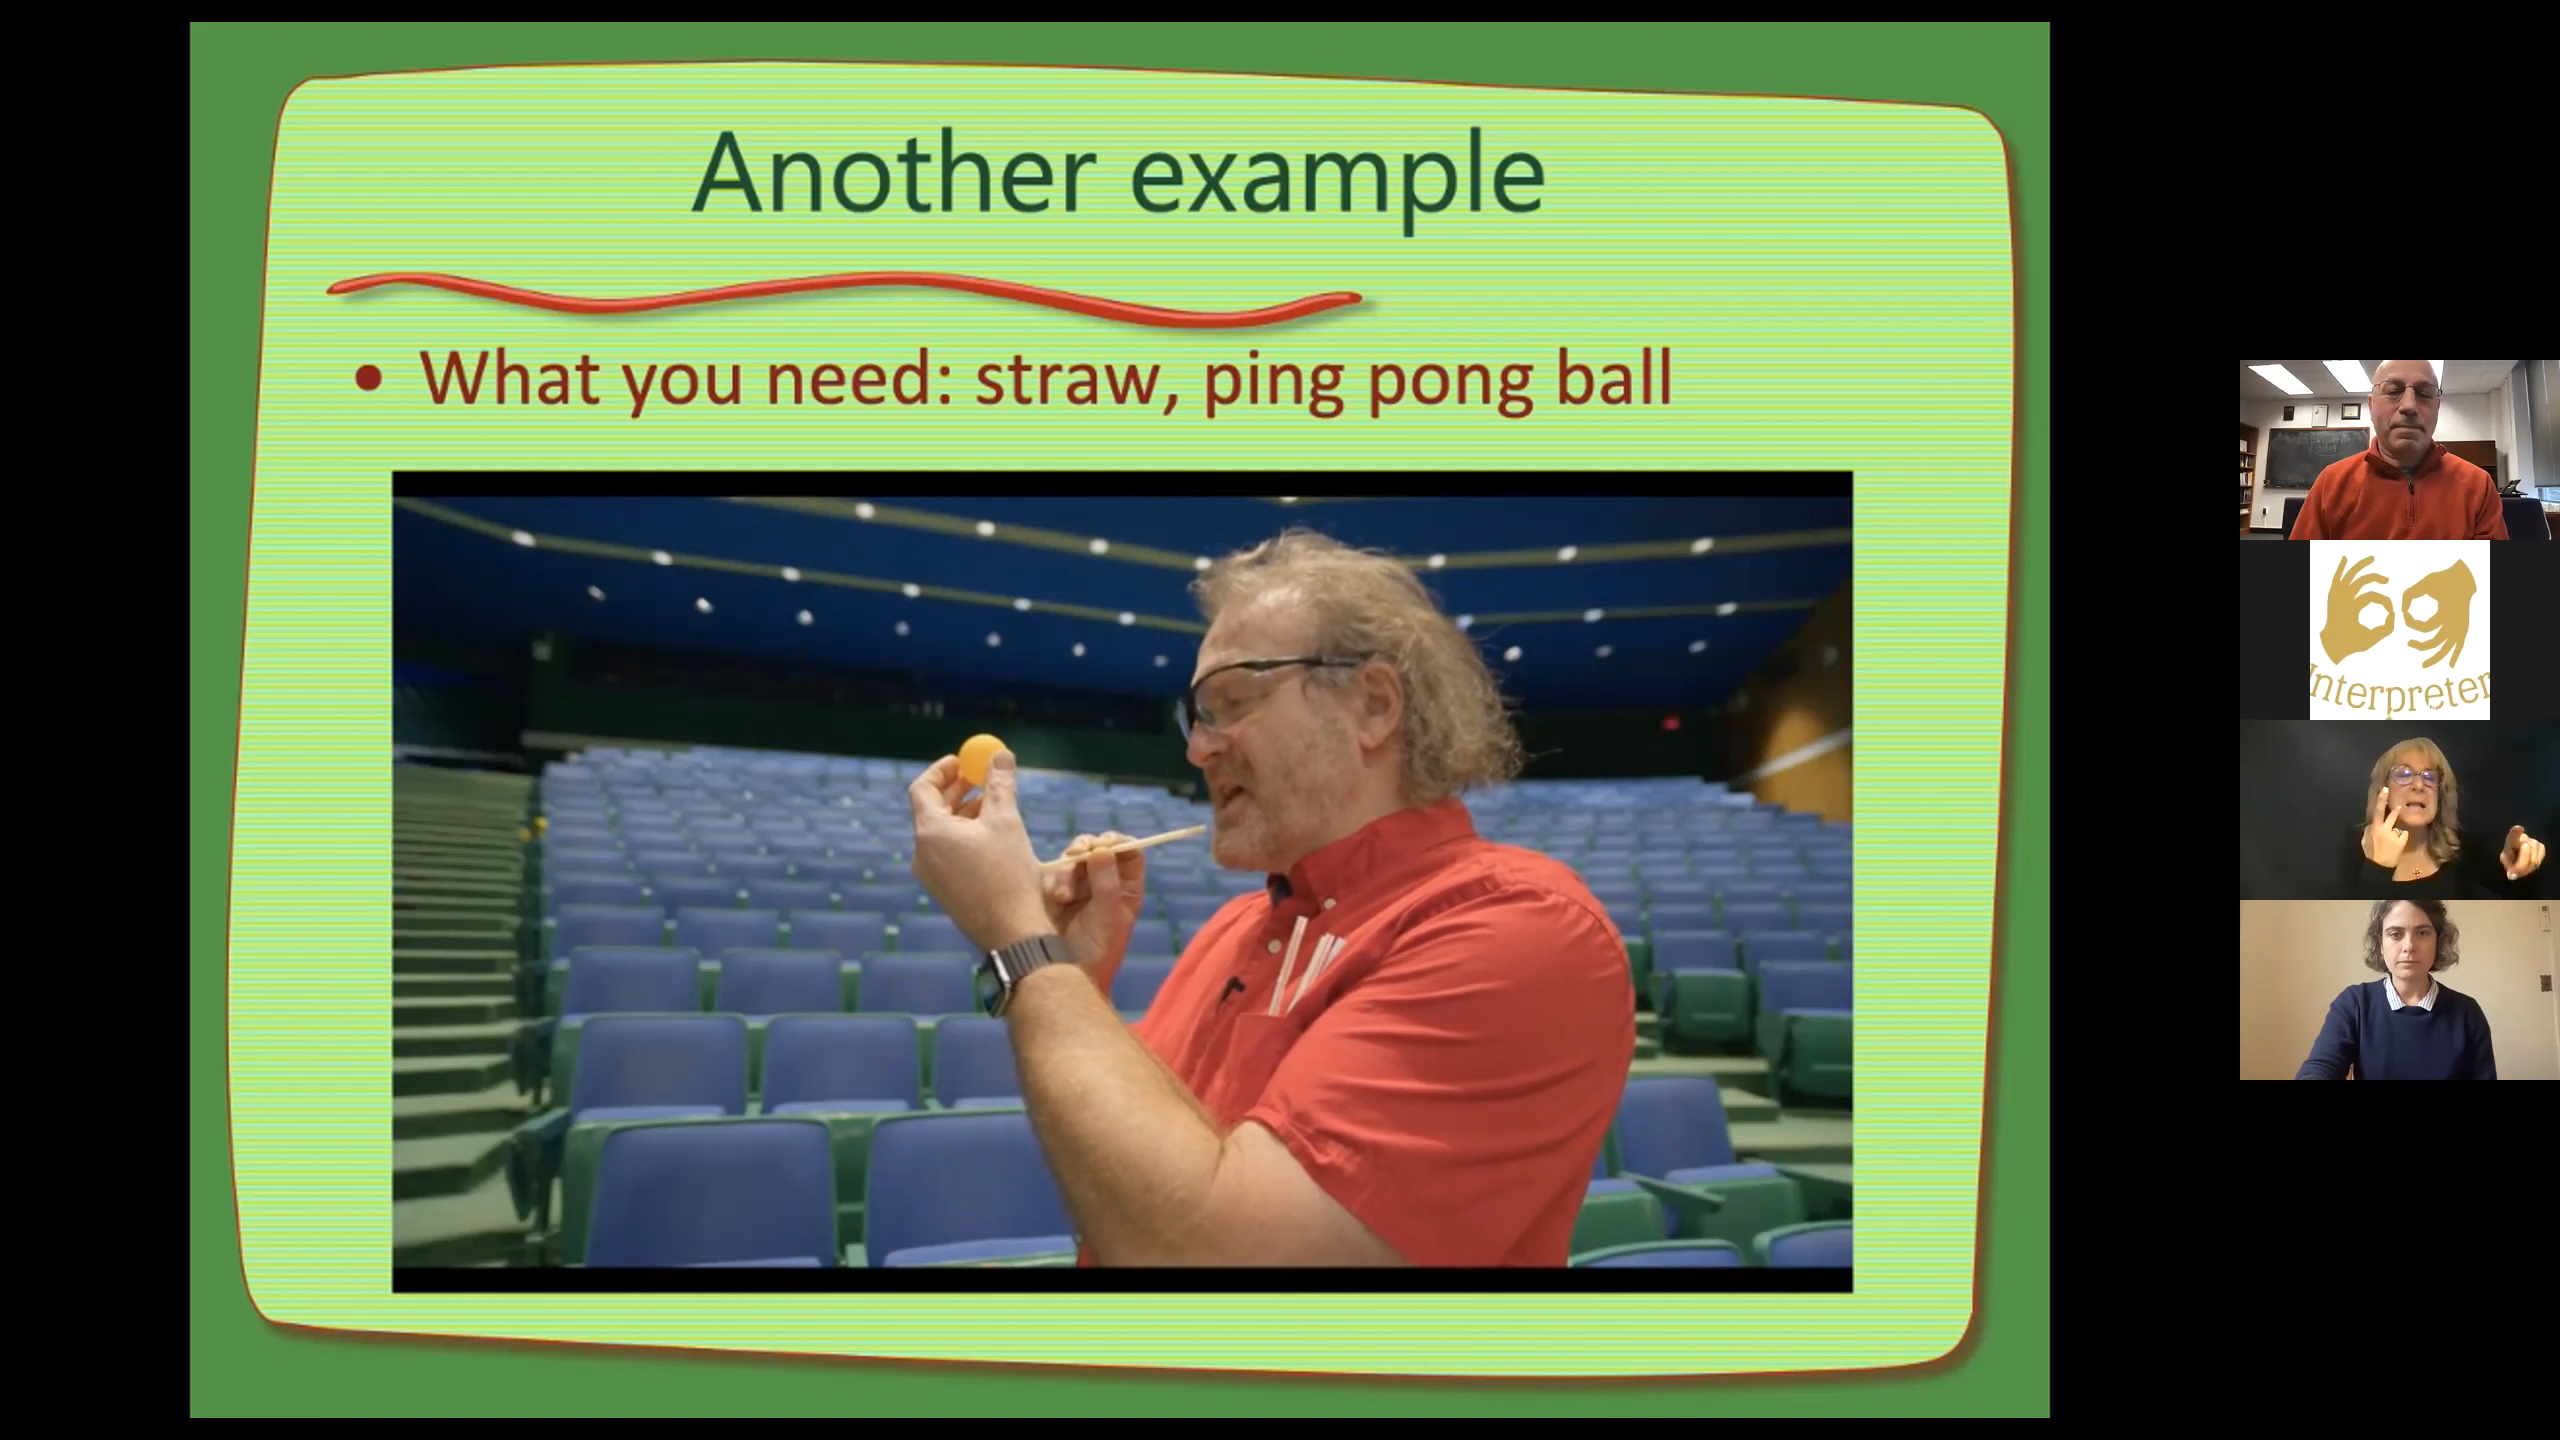 Another example
• What you need: straw, ping pong ball
Interpreter